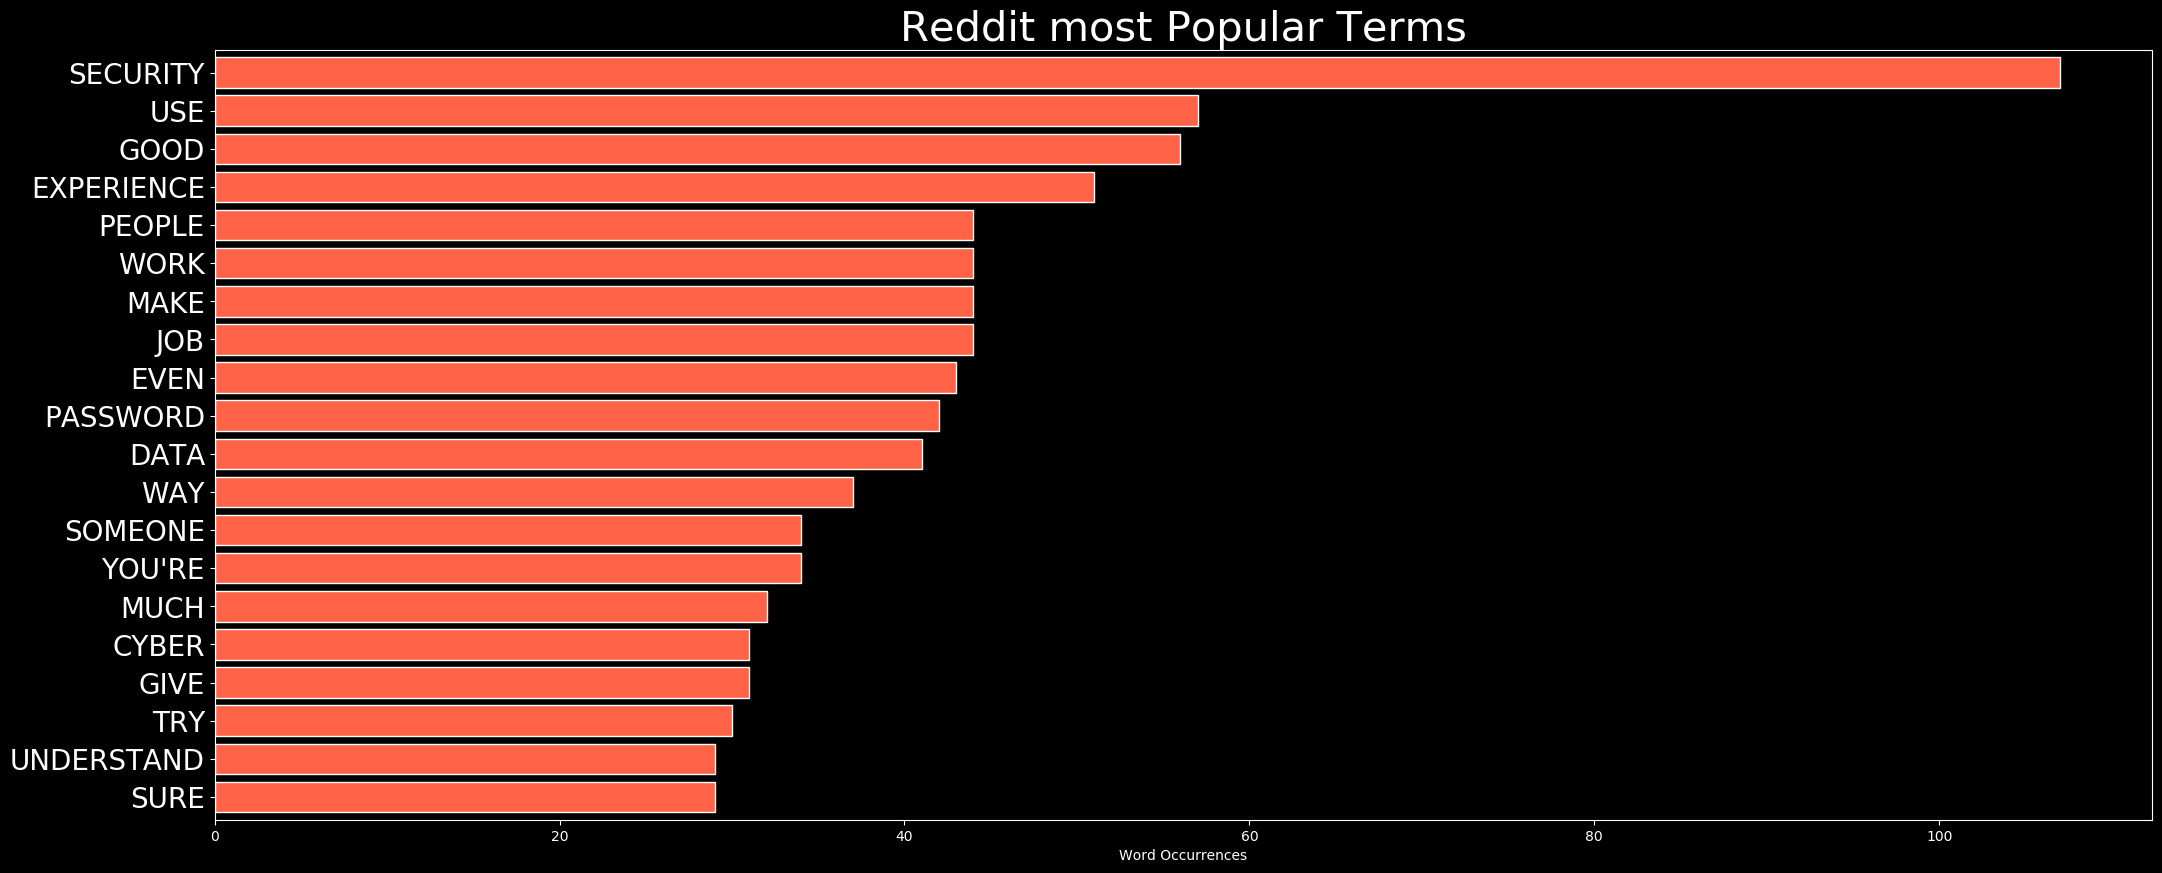 Reddit most Popular Terms
SECURITY
USE
GOOD
EXPERIENCE
PEOPLE
WORK
MAKE
JOB
EVEN
PASSWORD
DATA
WAY
SOMEONE
YOU'RE
MUCH
CYBER
GIVE
TRY
UNDERSTAND
SURE
0 20 40 60 80 100
Word Occurrences